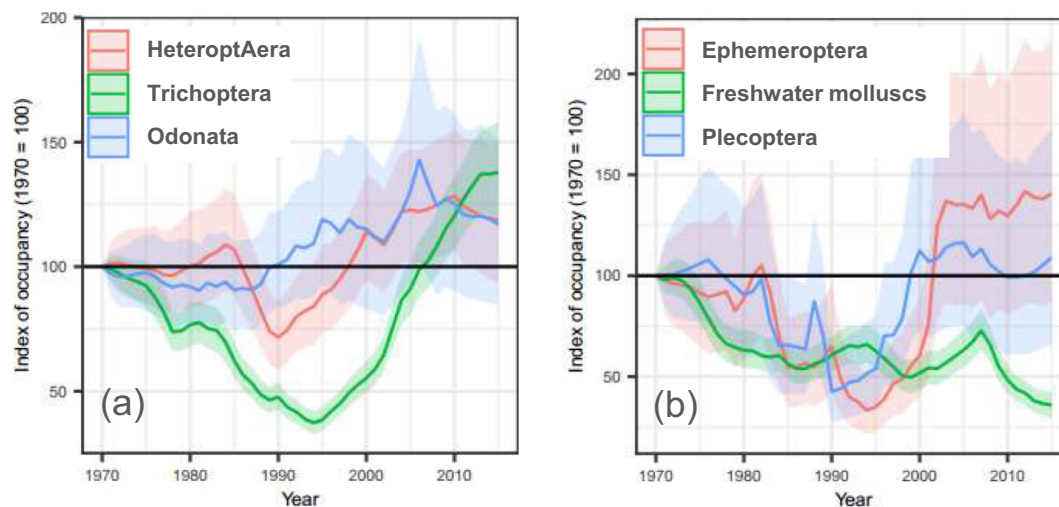 200
150
100
50
Index of occupancy (1970 = 100)
HeteroptAera
Trichoptera
Odonata
(a)
1970
1980
1990
2000
2010
Year
200
150
100
50
Index of occupancy (1970 = 100)
Ephemeroptera
Freshwater molluscs
Plecoptera
(b)
1970
1980
1990
2000
2010
Year